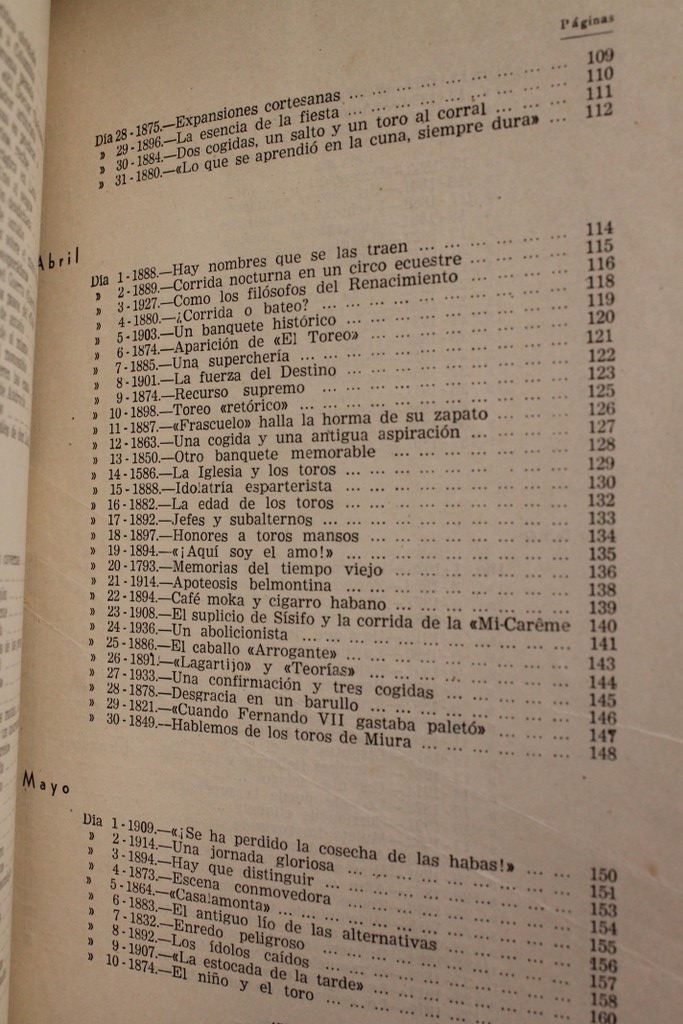 Páginas
Día 28 - 1875.—Expansiones cortesanas ... 109
» 29 - 1896.—La esencia de la fiesta ... 110
» 30 - 1884.—Dos cogidas, un salto y un toro al corral ... 111
» 31 - 1880.—«Lo que se aprendió en la cuna, siempre dura» ... 112
Abril
Día 1 - 1888.—Hay nombres que se las traen ... 114
» 2 - 1889.—Corrida nocturna en un circo ecuestre ... 115
» 3 - 1927.—Como los filósofos del Renacimiento ... 116
» 4 - 1880.—¿Corrida o bateo? ... 118
» 5 - 1903.—Un banquete histórico ... 119
» 6 - 1874.—Aparición de «El Toreo» ... 120
» 7 - 1885.—Una superchería ... 121
» 8 - 1901.—La fuerza del Destino ... 122
» 9 - 1874.—Recurso supremo ... 123
» 10 - 1898.—Toreo «retórico» ... 125
» 11 - 1887.—«Frascuelo» halla la horma de su zapato ... 126
» 12 - 1863.—Una cogida y una antigua aspiración ... 127
» 13 - 1850.—Otro banquete memorable ... 128
» 14 - 1586.—La Iglesia y los toros ... 129
» 15 - 1888.—Idolatría esparterista ... 130
» 16 - 1882.—La edad de los toros ... 132
» 17 - 1892.—Jefes y subalternos ... 133
» 18 - 1897.—Honores a toros mansos ... 134
» 19 - 1894.—«¡Aquí soy el amo!» ... 135
» 20 - 1793.—Memorias del tiempo viejo ... 136
» 21 - 1914.—Apoteosis belmontina ... 138
» 22 - 1894.—Café moka y cigarro habano ... 139
» 23 - 1908.—El suplicio de Sísifo y la corrida de la «Mi-Carême 140
» 24 - 1936.—Un abolicionista ... 141
» 25 - 1886.—El caballo «Arrogante» ... 143
» 26 - 1891.—«Lagartijo» y «Teorías» ... 144
» 27 - 1933.—Una confirmación y tres cogidas ... 145
» 28 - 1878.—Desgracia en un barullo ... 146
» 29 - 1821.—«Cuando Fernando VII gastaba paletó» ... 147
» 30 - 1849.—Hablemos de los toros de Miura ... 148
Mayo
Día 1 - 1909.—«¡Se ha perdido la cosecha de las habas!» ... 150
» 2 - 1914.—Una jornada gloriosa ... 151
» 3 - 1894.—Hay que distinguir ... 153
» 4 - 1873.—Escena conmovedora ... 154
» 5 - 1864.—«Casalamonta» ... 155
» 6 - 1883.—El antiguo lío de las alternativas ... 156
» 7 - 1832.—Enredo peligroso ... 157
» 8 - 1892.—Los ídolos caídos ... 158
» 9 - 1907.—«La estocada de la tarde» ... 160
» 10 - 1874.—El niño y el toro ...